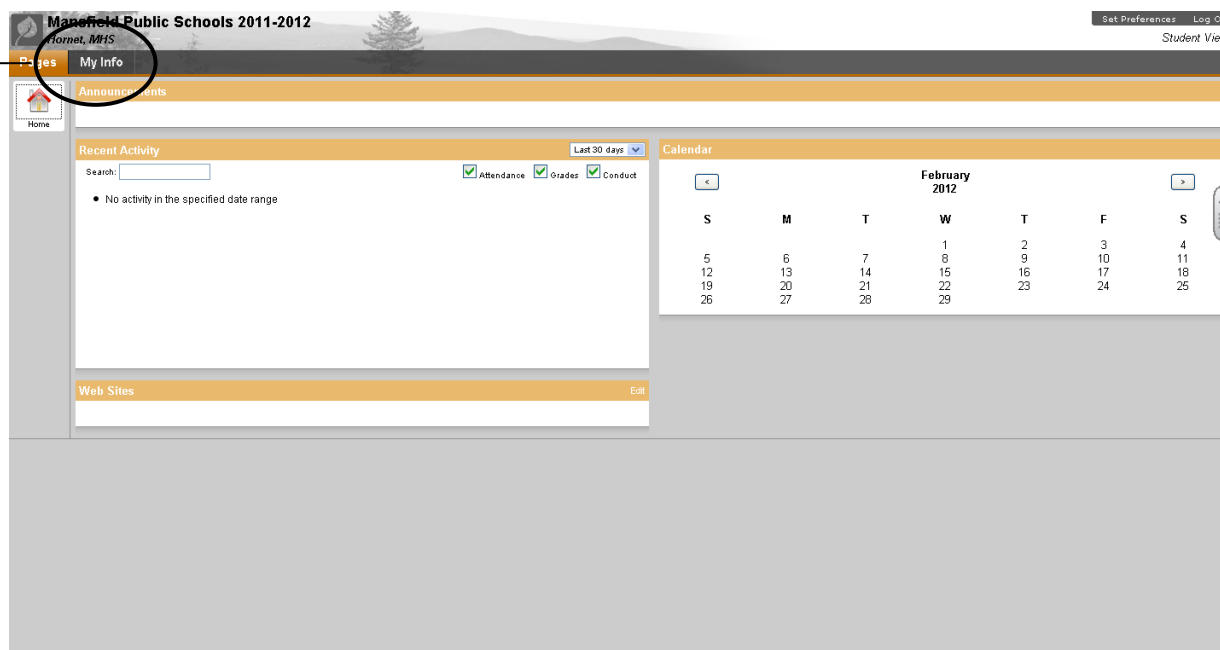 Mansfield Public Schools 2011-2012
Hornet, MHS
Set Preferences Log
Student
Pages My Info
Home
Announcements
Recent Activity Last 30 days
Search: Attendance Grades Conduct
No activity in the specified date range
Web Sites Edit
Calendar
< February >
2012
S M T W T F S
1 2 3 4
5 6 7 8 9 10 11
12 13 14 15 16 17 18
19 20 21 22 23 24 25
26 27 28 29